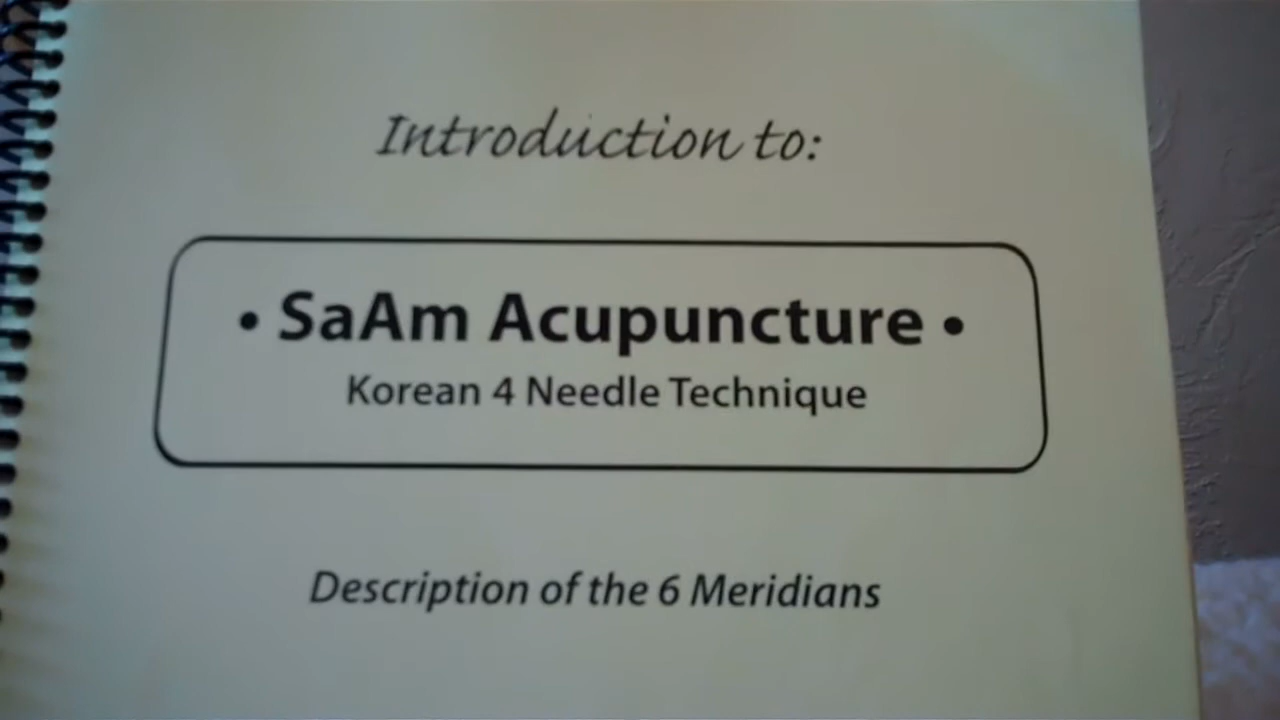 Introduction to:
• SaAm Acupuncture •
Korean 4 Needle Technique
Description of the 6 Meridians